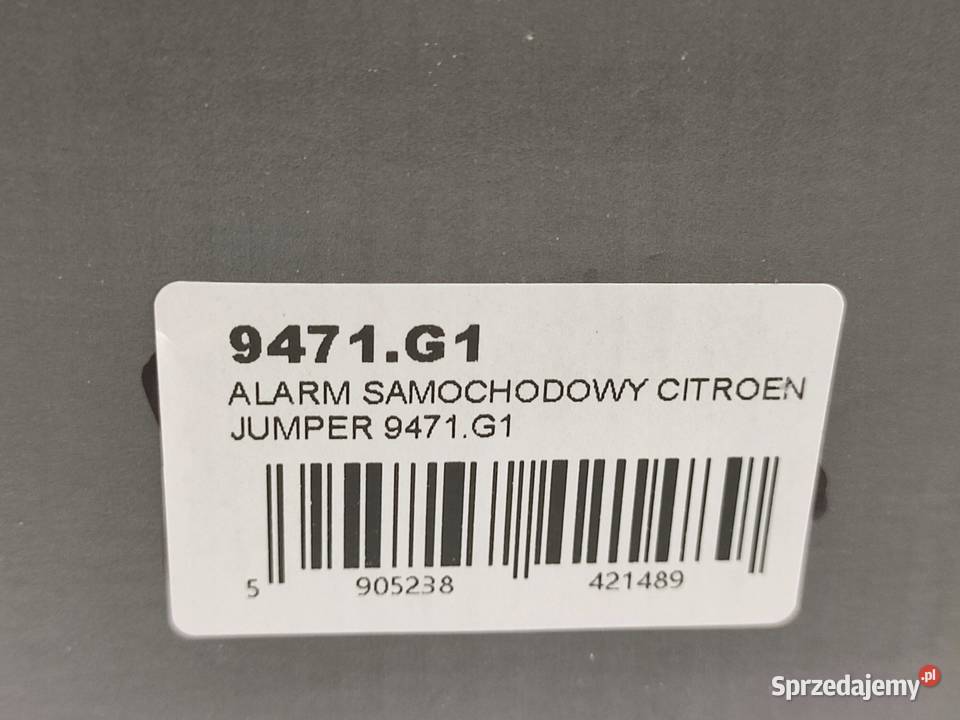 9471.G1
ALARM SAMOCHODOWY CITROEN
JUMPER 9471.G1
5 905238 421489
Sprzedajemy.pl